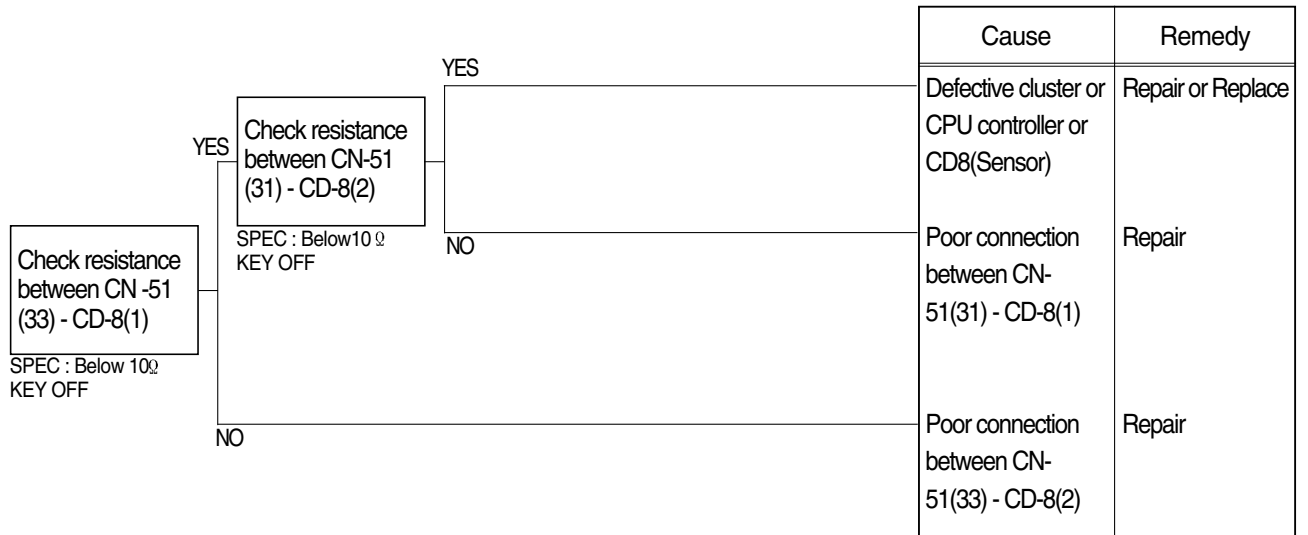 Cause
Remedy
YES
Defective cluster or
CPU controller or
CD8(Sensor)
Repair or Replace
YES
Check resistance
between CN-51
(31) - CD-8(2)
SPEC : Below10 Ω
KEY OFF
NO
Poor connection
between CN-
51(31) - CD-8(1)
Repair
Check resistance
between CN -51
(33) - CD-8(1)
SPEC : Below 10Ω
KEY OFF
NO
Poor connection
between CN-
51(33) - CD-8(2)
Repair